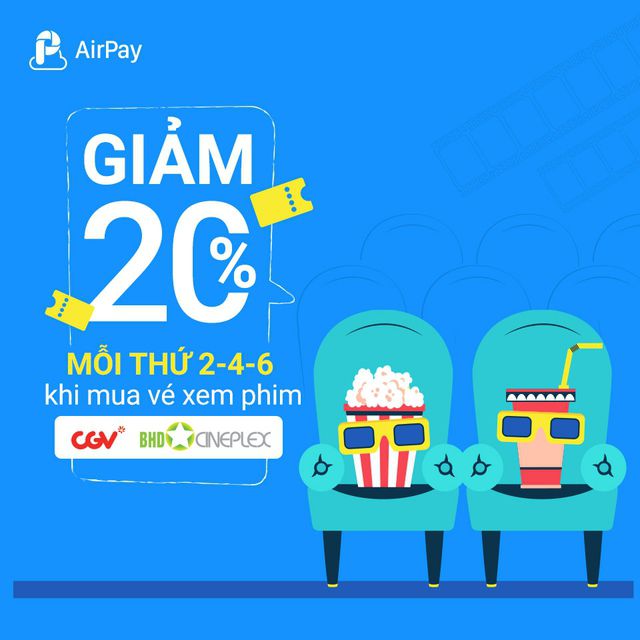 AirPay
GIẢM
20%
MỖI THỨ 2-4-6
khi mua vé xem phim
CGV BHD CINEPLEX